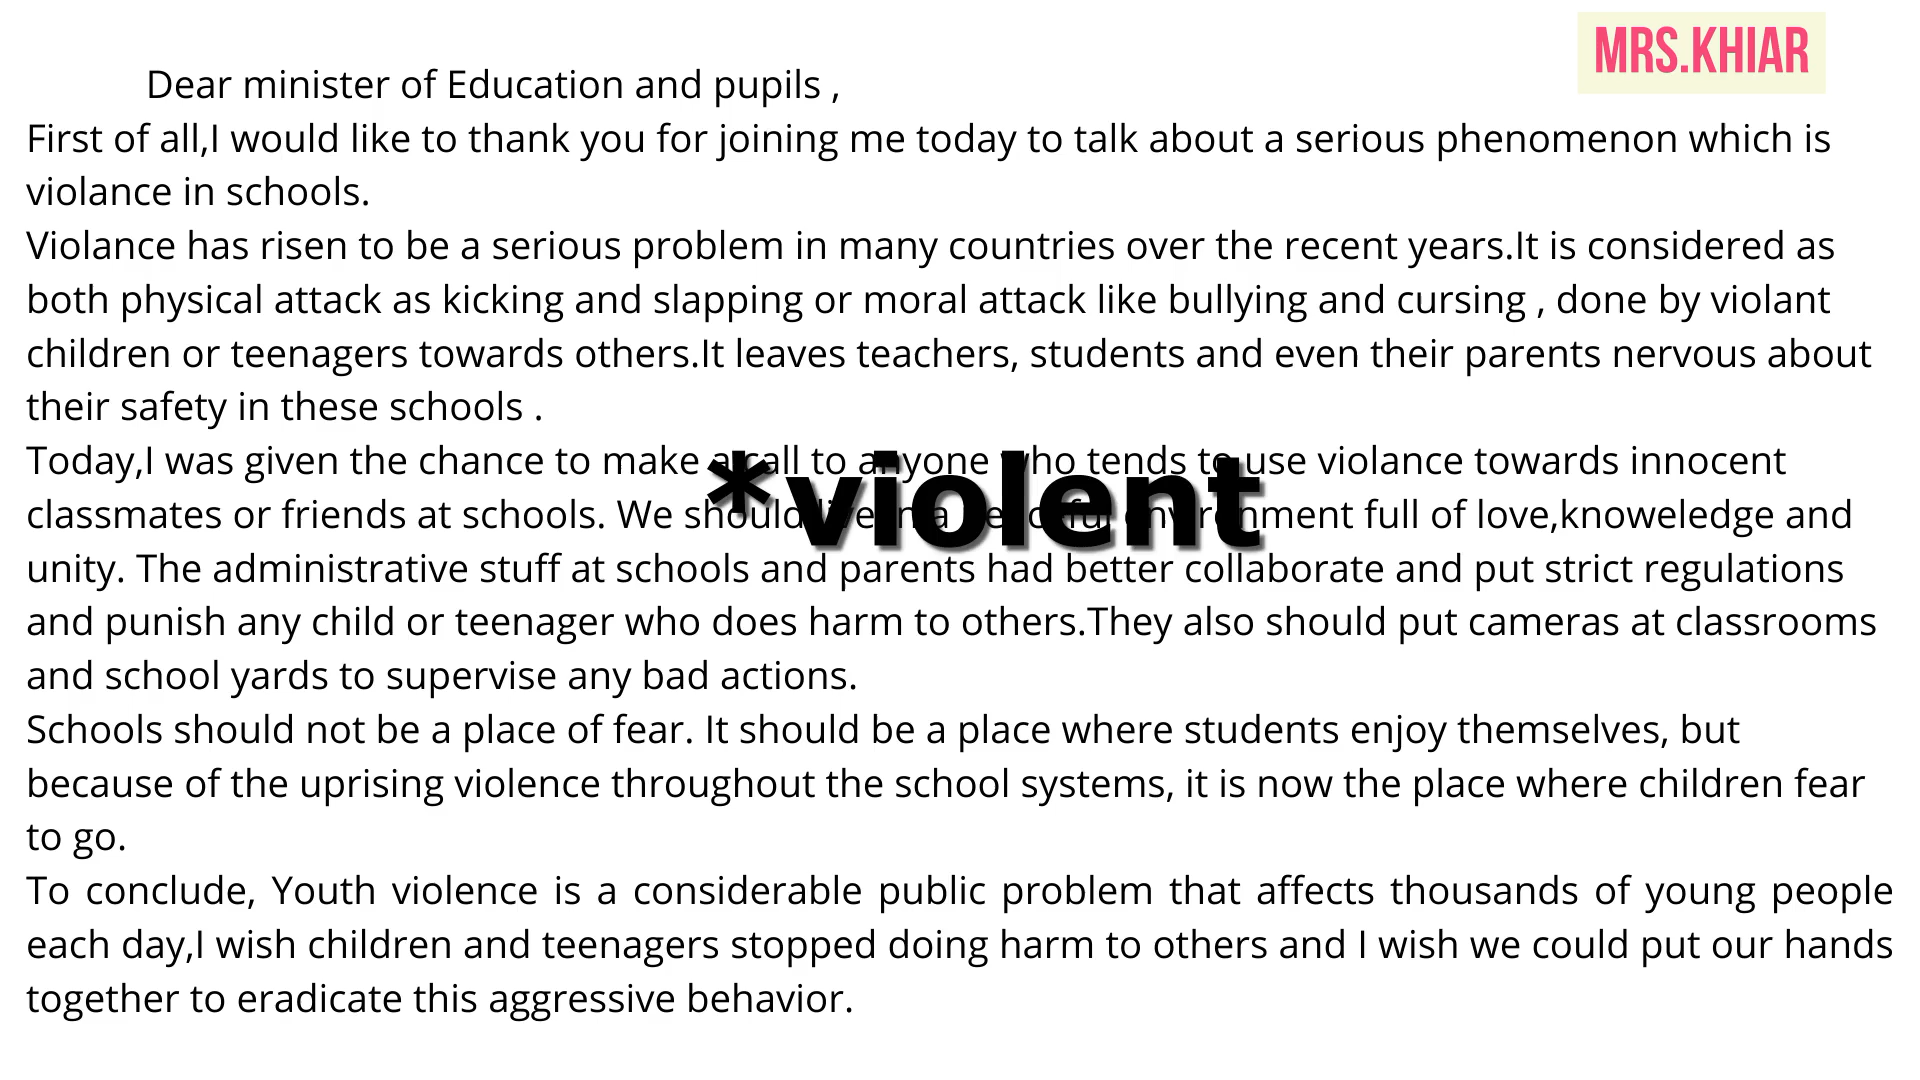 MRS.KHIAR
Dear minister of Education and pupils ,
First of all,I would like to thank you for joining me today to talk about a serious phenomenon which is
violance in schools.
Violance has risen to be a serious problem in many countries over the recent years.It is considered as
both physical attack as kicking and slapping or moral attack like bullying and cursing , done by violant
children or teenagers towards others.It leaves teachers, students and even their parents nervous about
their safety in these schools .
Today,I was given the chance to make a call to anyone who tends to use violance towards innocent
*violent
classmates or friends at schools. We should live in a peaceful environment full of love,knoweledge and
unity. The administrative stuff at schools and parents had better collaborate and put strict regulations
and punish any child or teenager who does harm to others.They also should put cameras at classrooms
and school yards to supervise any bad actions.
Schools should not be a place of fear. It should be a place where students enjoy themselves, but
because of the uprising violence throughout the school systems, it is now the place where children fear
to go.
To conclude, Youth violence is a considerable public problem that affects thousands of young people
each day,I wish children and teenagers stopped doing harm to others and I wish we could put our hands
together to eradicate this aggressive behavior.